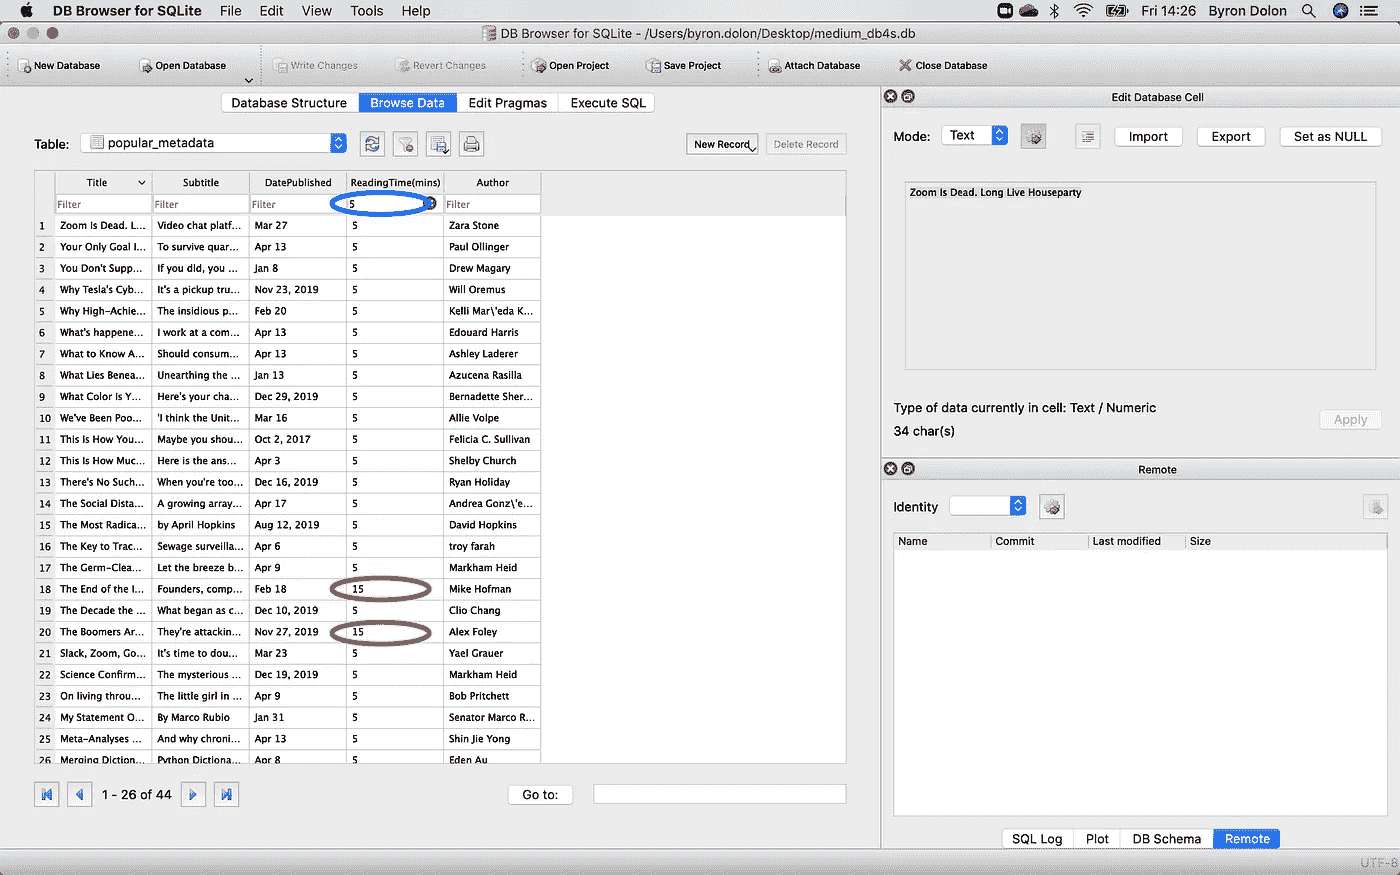 DB Browser for SQLite File Edit View Tools Help Fri 14:26 Byron Dolon
DB Browser for SQLite - /Users/byron.dolon/Desktop/medium_db4s.db
New Database Open Database Write Changes Revert Changes Open Project Save Project Attach Database Close Database
Database Structure Browse Data Edit Pragmas Execute SQL
Table: popular_metadata New Record Delete Record
Title Subtitle DatePublished ReadingTime(mins) Author
Filter Filter Filter 5 Filter
1 Zoom Is Dead. L... Video chat platf... Mar 27 5 Zara Stone
2 Your Only Goal I... To survive quar... Apr 13 5 Paul Ollinger
3 You Don't Supp... If you did, you ... Jan 8 5 Drew Magary
4 Why Tesla's Cyb... It's a pickup tru... Nov 23, 2019 5 Will Oremus
5 Why High-Achie... The insidious p... Feb 20 5 Kelli Mar\'eda K...
6 What's happene... I work at a com... Apr 13 5 Edouard Harris
7 What to Know A... Should consum... Apr 13 5 Ashley Laderer
8 What Lies Benea... Unearthing the ... Jan 13 5 Azucena Rasilla
9 What Color Is Y... Here's your cha... Dec 29, 2019 5 Bernadette Sher...
10 We've Been Poo... 'I think the Unit... Mar 16 5 Allie Volpe
11 This Is How You... Maybe you shou... Oct 2, 2017 5 Felicia C. Sullivan
12 This Is How Muc... Here is the ans... Apr 3 5 Shelby Church
13 There's No Such... When you're too... Dec 16, 2019 5 Ryan Holiday
14 The Social Dista... A growing array... Apr 17 5 Andrea Gonz\'e...
15 The Most Radica... by April Hopkins Aug 12, 2019 5 David Hopkins
16 The Key to Trac... Sewage surveilla... Apr 6 5 troy farah
17 The Germ-Clea... Let the breeze b... Apr 9 5 Markham Heid
18 The End of the I... Founders, comp... Feb 18 15 Mike Hofman
19 The Decade the ... What began as c... Dec 10, 2019 5 Clio Chang
20 The Boomers Ar... They're attackin... Nov 27, 2019 15 Alex Foley
21 Slack, Zoom, Go... It's time to dou... Mar 23 5 Yael Grauer
22 Science Confirm... The mysterious ... Dec 19, 2019 5 Markham Heid
23 On living throu... The little girl in ... Apr 9 5 Bob Pritchett
24 My Statement O... By Marco Rubio Jan 31 5 Senator Marco R...
25 Meta-Analyses ... And why chroni... Apr 13 5 Shin Jie Yong
26 Merging Diction... Python Dictiona... Apr 8 5 Eden Au
1 - 26 of 44 Go to:
Edit Database Cell
Mode: Text Import Export Set as NULL
Zoom Is Dead. Long Live Houseparty
Type of data currently in cell: Text / Numeric
34 char(s)
Apply
Remote
Identity
Name Commit Last modified Size
SQL Log Plot DB Schema Remote
UTF-8